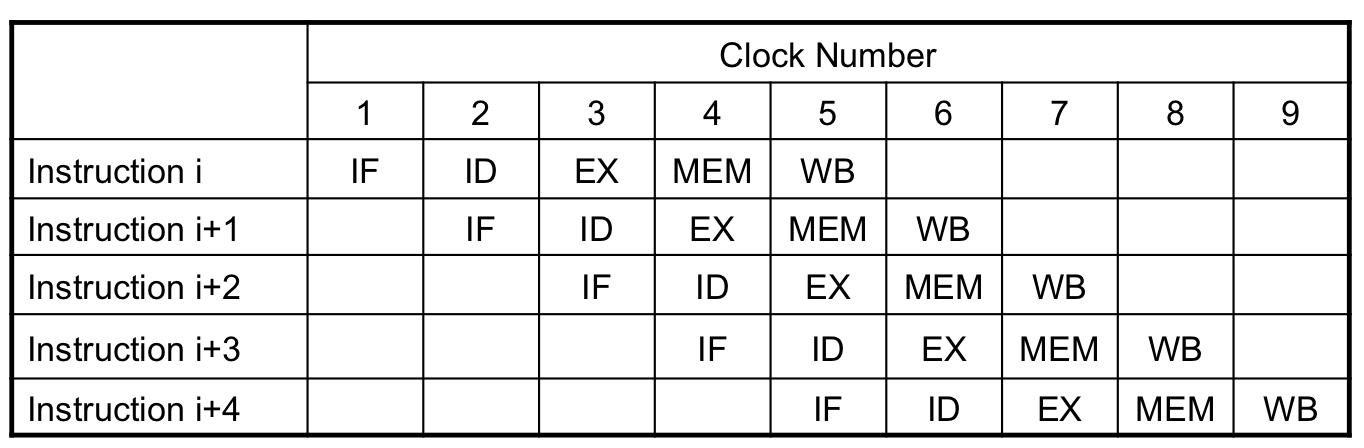 Clock Number
1 2 3 4 5 6 7 8 9
Instruction i IF ID EX MEM WB
Instruction i+1 IF ID EX MEM WB
Instruction i+2 IF ID EX MEM WB
Instruction i+3 IF ID EX MEM WB
Instruction i+4 IF ID EX MEM WB